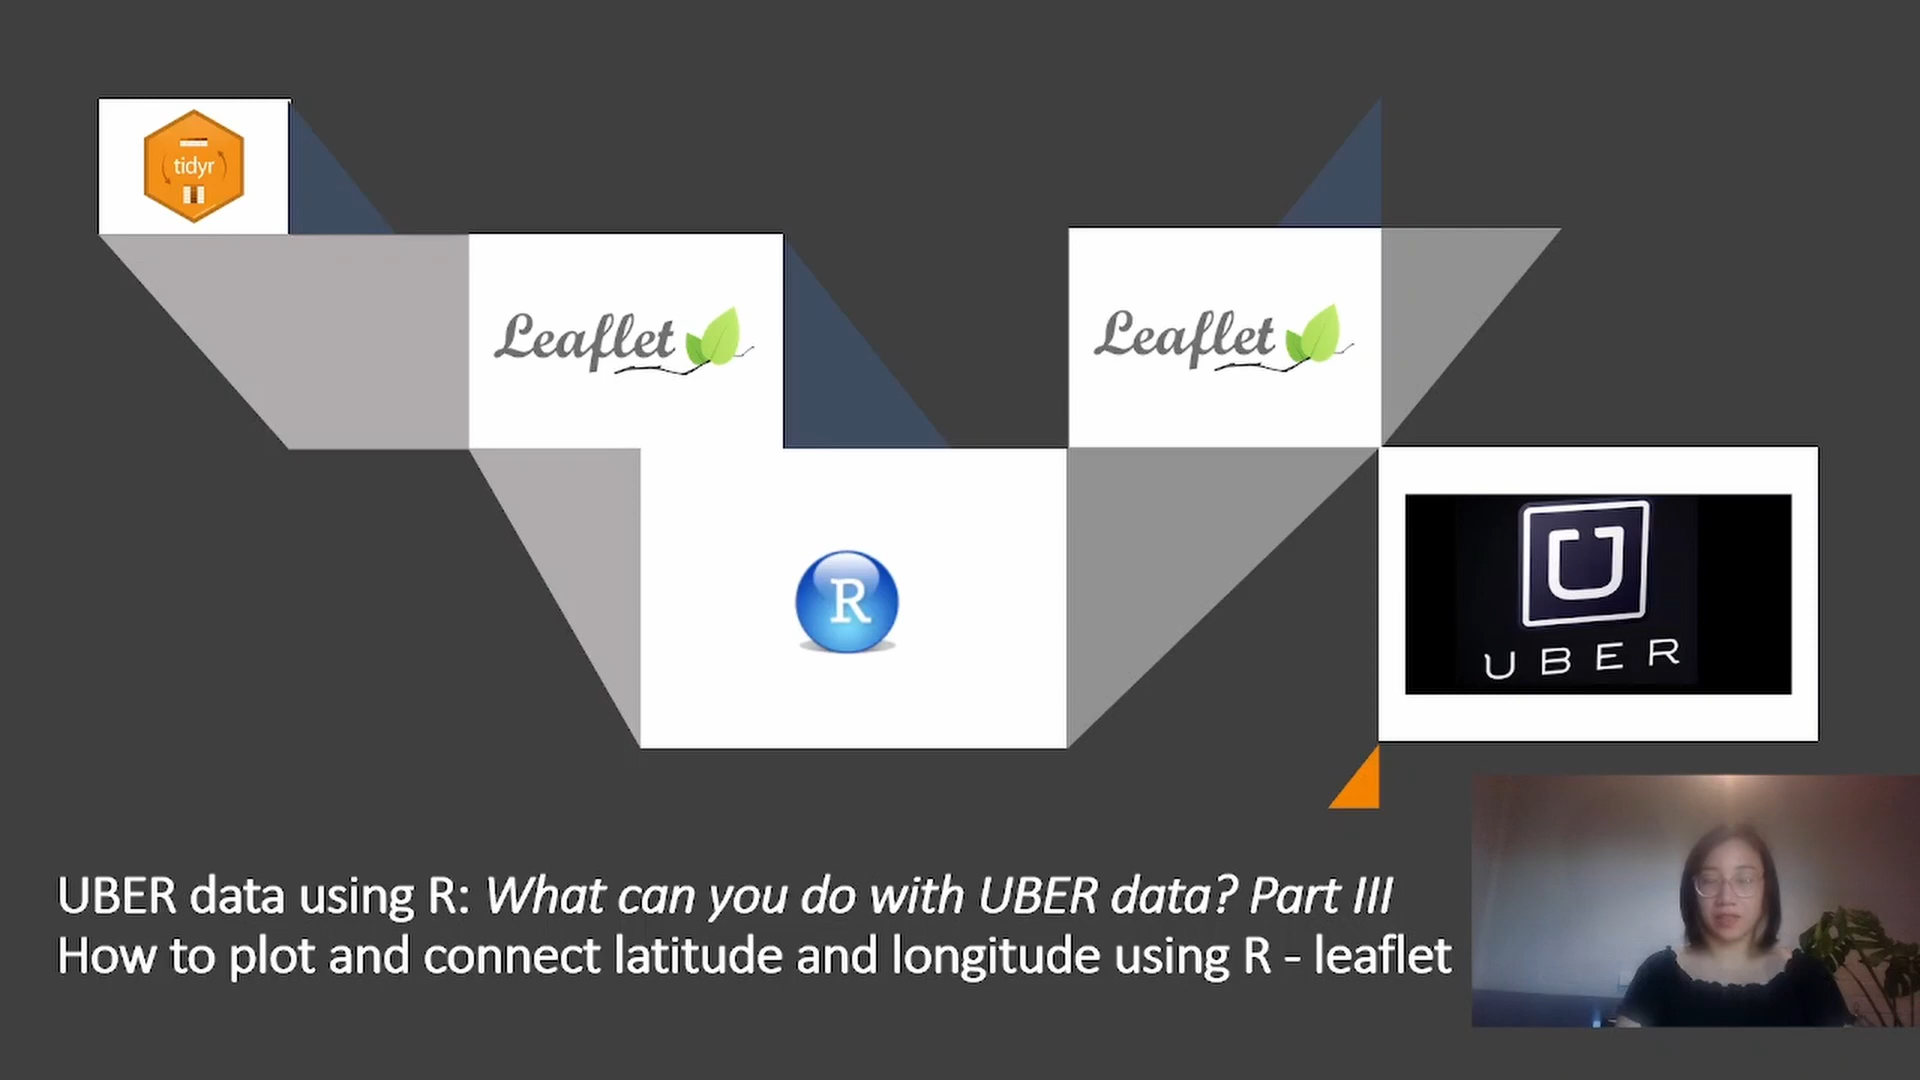 tidyr
Leaflet
Leaflet
R
U
UBER
UBER data using R: What can you do with UBER data? Part III
How to plot and connect latitude and longitude using R - leaflet